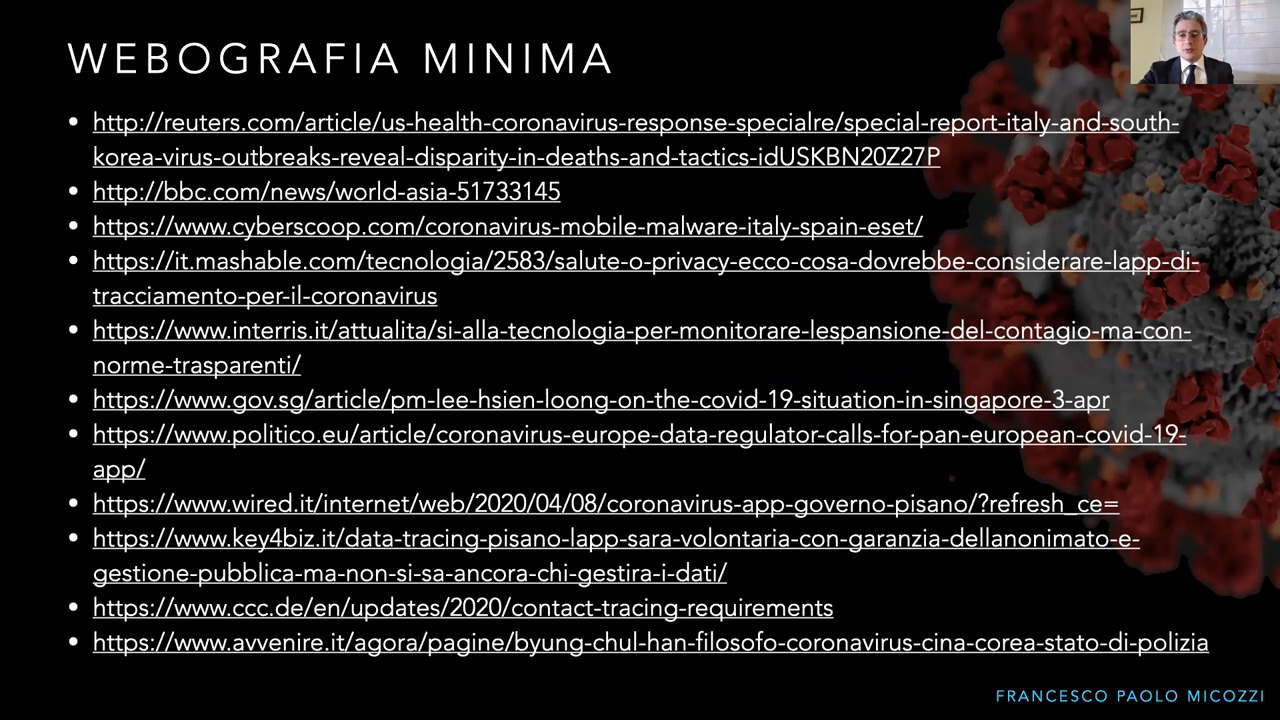 WEBOGRAFIA MINIMA
• http://reuters.com/article/us-health-coronavirus-response-specialre/special-report-italy-and-south-
korea-virus-outbreaks-reveal-disparity-in-deaths-and-tactics-idUSKBN20Z27P
• http://bbc.com/news/world-asia-51733145
• https://www.cyberscoop.com/coronavirus-mobile-malware-italy-spain-eset/
• https://it.mashable.com/tecnologia/2583/salute-o-privacy-ecco-cosa-dovrebbe-considerare-lapp-di-
tracciamento-per-il-coronavirus
• https://www.interris.it/attualita/si-alla-tecnologia-per-monitorare-lespansione-del-contagio-ma-con-
norme-trasparenti/
• https://www.gov.sg/article/pm-lee-hsien-loong-on-the-covid-19-situation-in-singapore-3-apr
• https://www.politico.eu/article/coronavirus-europe-data-regulator-calls-for-pan-european-covid-19-
app/
• https://www.wired.it/internet/web/2020/04/08/coronavirus-app-governo-pisano/?refresh_ce=
• https://www.key4biz.it/data-tracing-pisano-lapp-sara-volontaria-con-garanzia-dellanonimato-e-
gestione-pubblica-ma-non-si-sa-ancora-chi-gestira-i-dati/
• https://www.ccc.de/en/updates/2020/contact-tracing-requirements
• https://www.avvenire.it/agora/pagine/byung-chul-han-filosofo-coronavirus-cina-corea-stato-di-polizia
FRANCESCO PAOLO MICOZZI